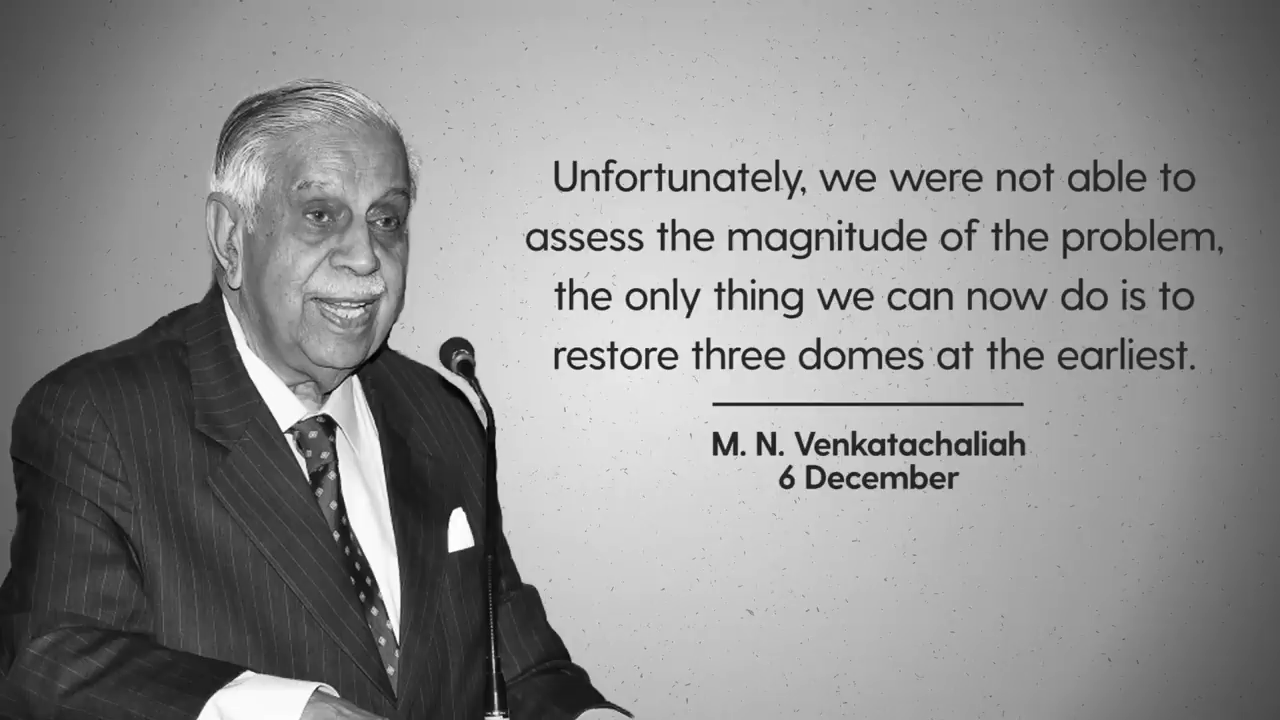 Unfortunately, we were not able to
assess the magnitude of the problem,
the only thing we can now do is to
restore three domes at the earliest.
M. N. Venkatachaliah
6 December